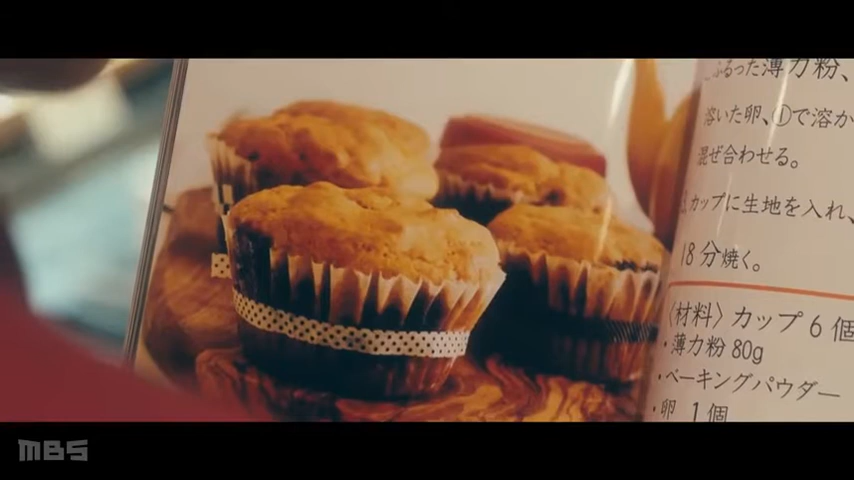 ふるった薄力粉、
溶いた卵、①で溶か
混ぜ合わせる。
カップに生地を入れ、
18分焼く。
〈材料〉カップ6個
・薄力粉 80g
・ベーキングパウダー
・卵 1個
MBS